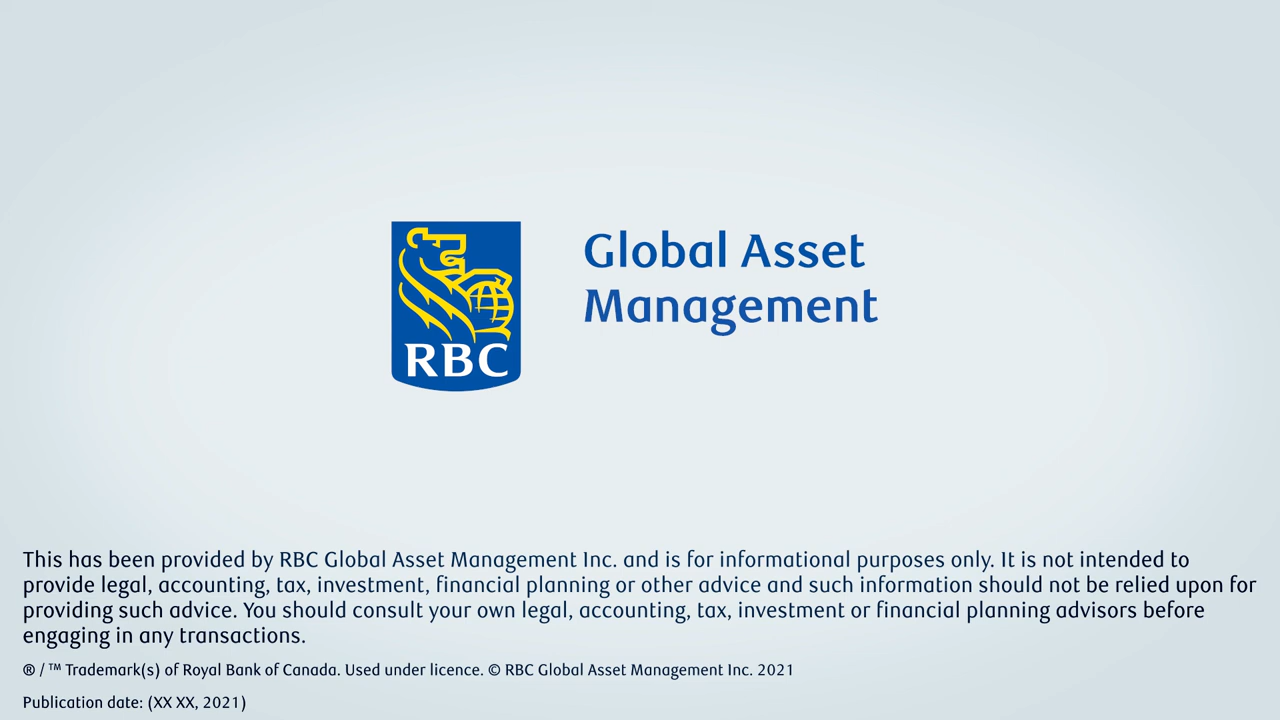 RBC
Global Asset
Management
This has been provided by RBC Global Asset Management Inc. and is for informational purposes only. It is not intended to
provide legal, accounting, tax, investment, financial planning or other advice and such information should not be relied upon for
providing such advice. You should consult your own legal, accounting, tax, investment or financial planning advisors before
engaging in any transactions.
® / ™ Trademark(s) of Royal Bank of Canada. Used under licence. © RBC Global Asset Management Inc. 2021
Publication date: (XX XX, 2021)